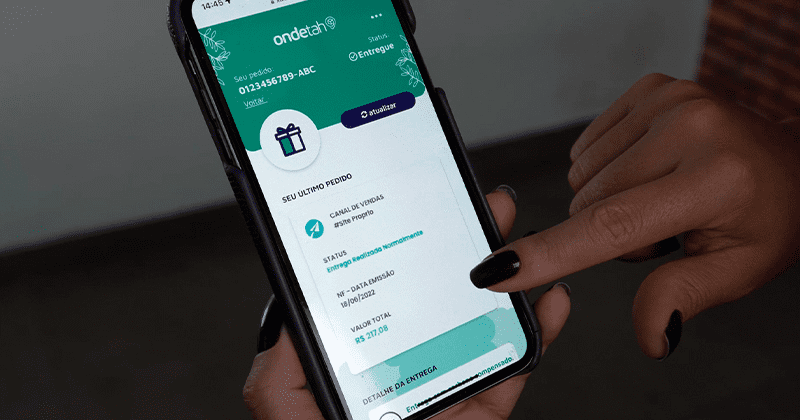 14:45
ondetah?
Seu pedido
0123456789-ABC
Voltar
Status:
Entregue
atualizar
SEU ÚLTIMO PEDIDO
CANAL DE VENDAS
#Site Proprio
STATUS
Entrega Realizada Normalmente
NF - DATA EMISSÃO
18/06/2022
VALOR TOTAL
R$ 217,08
DETALHE DA ENTREGA